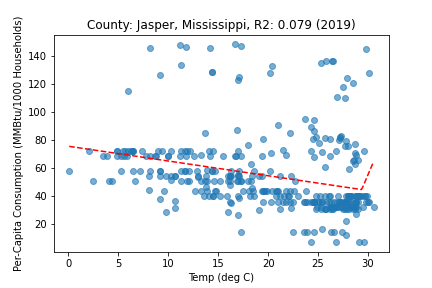 County: Jasper, Mississippi, R2: 0.079 (2019)
Per-Capita Consumption (MMBtu/1000 Households)
140
120
100
80
60
40
20
0 5 10 15 20 25 30
Temp (deg C)